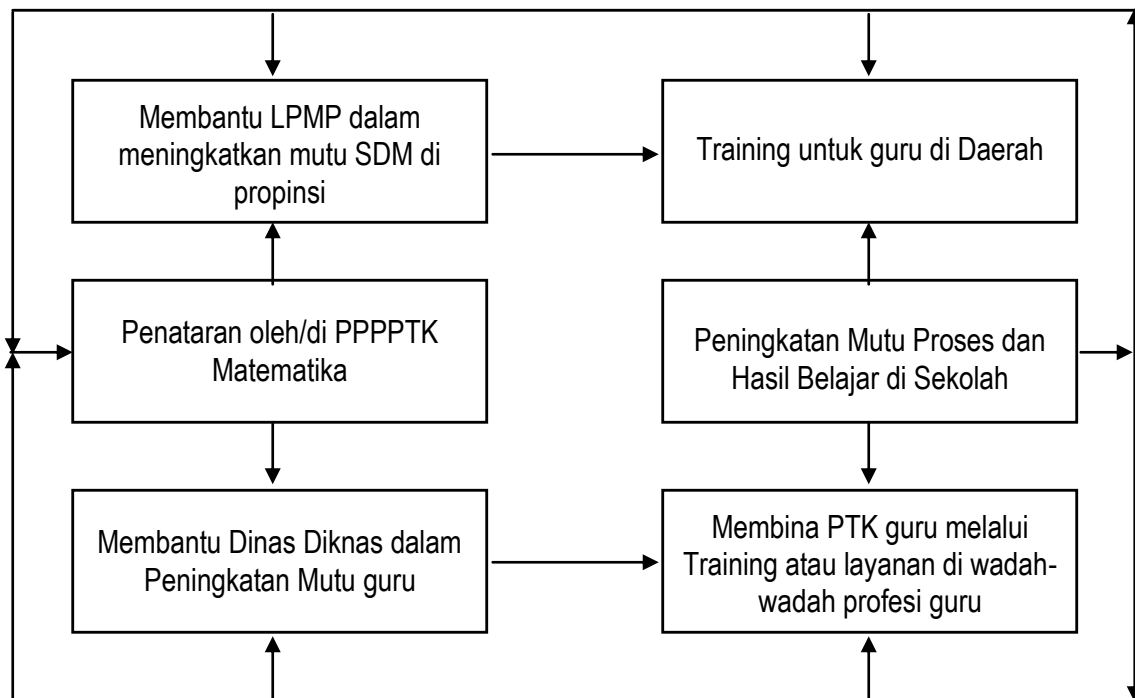 Membantu LPMP dalam
meningkatkan mutu SDM di
propinsi
Training untuk guru di Daerah
Penataran oleh/di PPPPTK
Matematika
Peningkatan Mutu Proses dan
Hasil Belajar di Sekolah
Membantu Dinas Diknas dalam
Peningkatan Mutu guru
Membina PTK guru melalui
Training atau layanan di wadah-
wadah profesi guru